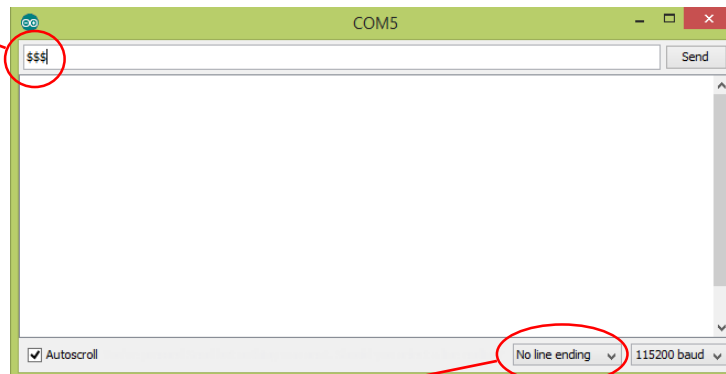 COM5
$$$
Send
Autoscroll
No line ending
115200 baud